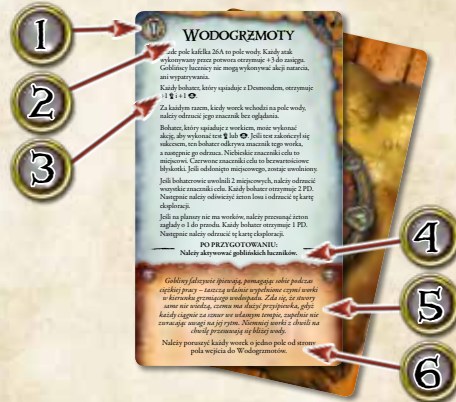 1
2
3
4
5
6
I
WODOGRZMOTY
pole kafelka 26A to pole wody. Każdy atak
wykonywany przez potwora otrzymuje +3 do zasięgu.
Goblińscy łucznicy nie mogą wykonywać akcji natarcia,
ani wypatrywania.
Każdy bohater, który sąsiaduje z Desmondem, otrzymuje
+1 i +1
Za każdym razem, kiedy worek wchodzi na pole wody,
należy odrzucić jego znacznik bez oglądania.
Bohater, który sąsiaduje z workiem, może wykonać
akcję, aby wykonać test lub . Jeśli test zakończył się
sukcesem, ten bohater odkrywa znacznik tego worka,
a następnie go odrzuca. Niebieskie znaczniki celu to
miejscowi. Czerwone znaczniki celu to bezwartościowe
błyskotki. Jeśli odsłonięto miejscowego, zostaje uwolniony.
Jeśli bohaterowie uwolnili 2 miejscowych, należy odrzucić
wszystkie znaczniki celu. Każdy bohater otrzymuje 2 PD.
Następnie należy odświeżyć żeton losu i odrzucić tę kartę
eksploracji.
Jeśli na planszy nie ma worków, należy przesunąć żeton
zagłady o 1 do przodu. Każdy bohater otrzymuje 1 PD.
Następnie należy odrzucić tę kartę eksploracji.
PO PRZYGOTOWANIU:
Należy aktywować goblińskich łuczników.
Gobliny fałszywie śpiewają, pomagając sobie podczas
ciężkiej pracy – taszczą właśnie wypełnione czymś worki
w kierunku grzmiącego wodospadu. Zda się, że stwory
same nie wiedzą, czemu ma służyć przyśpiewka, gdyż
każdy ciągnie za sznur we własnym tempie, zupełnie nie
zwracając uwagi na jej rytm. Niemniej worki z chwili na
chwilę przesuwają się bliżej wody.
Należy poruszyć każdy worek o jedno pole od strony
pola wejścia do Wodogrzmotów.